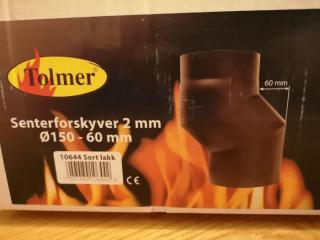 Tolmer
60 mm
Senterforskyver 2 mm
Ø150 - 60 mm
10644 Sort lakk
CE